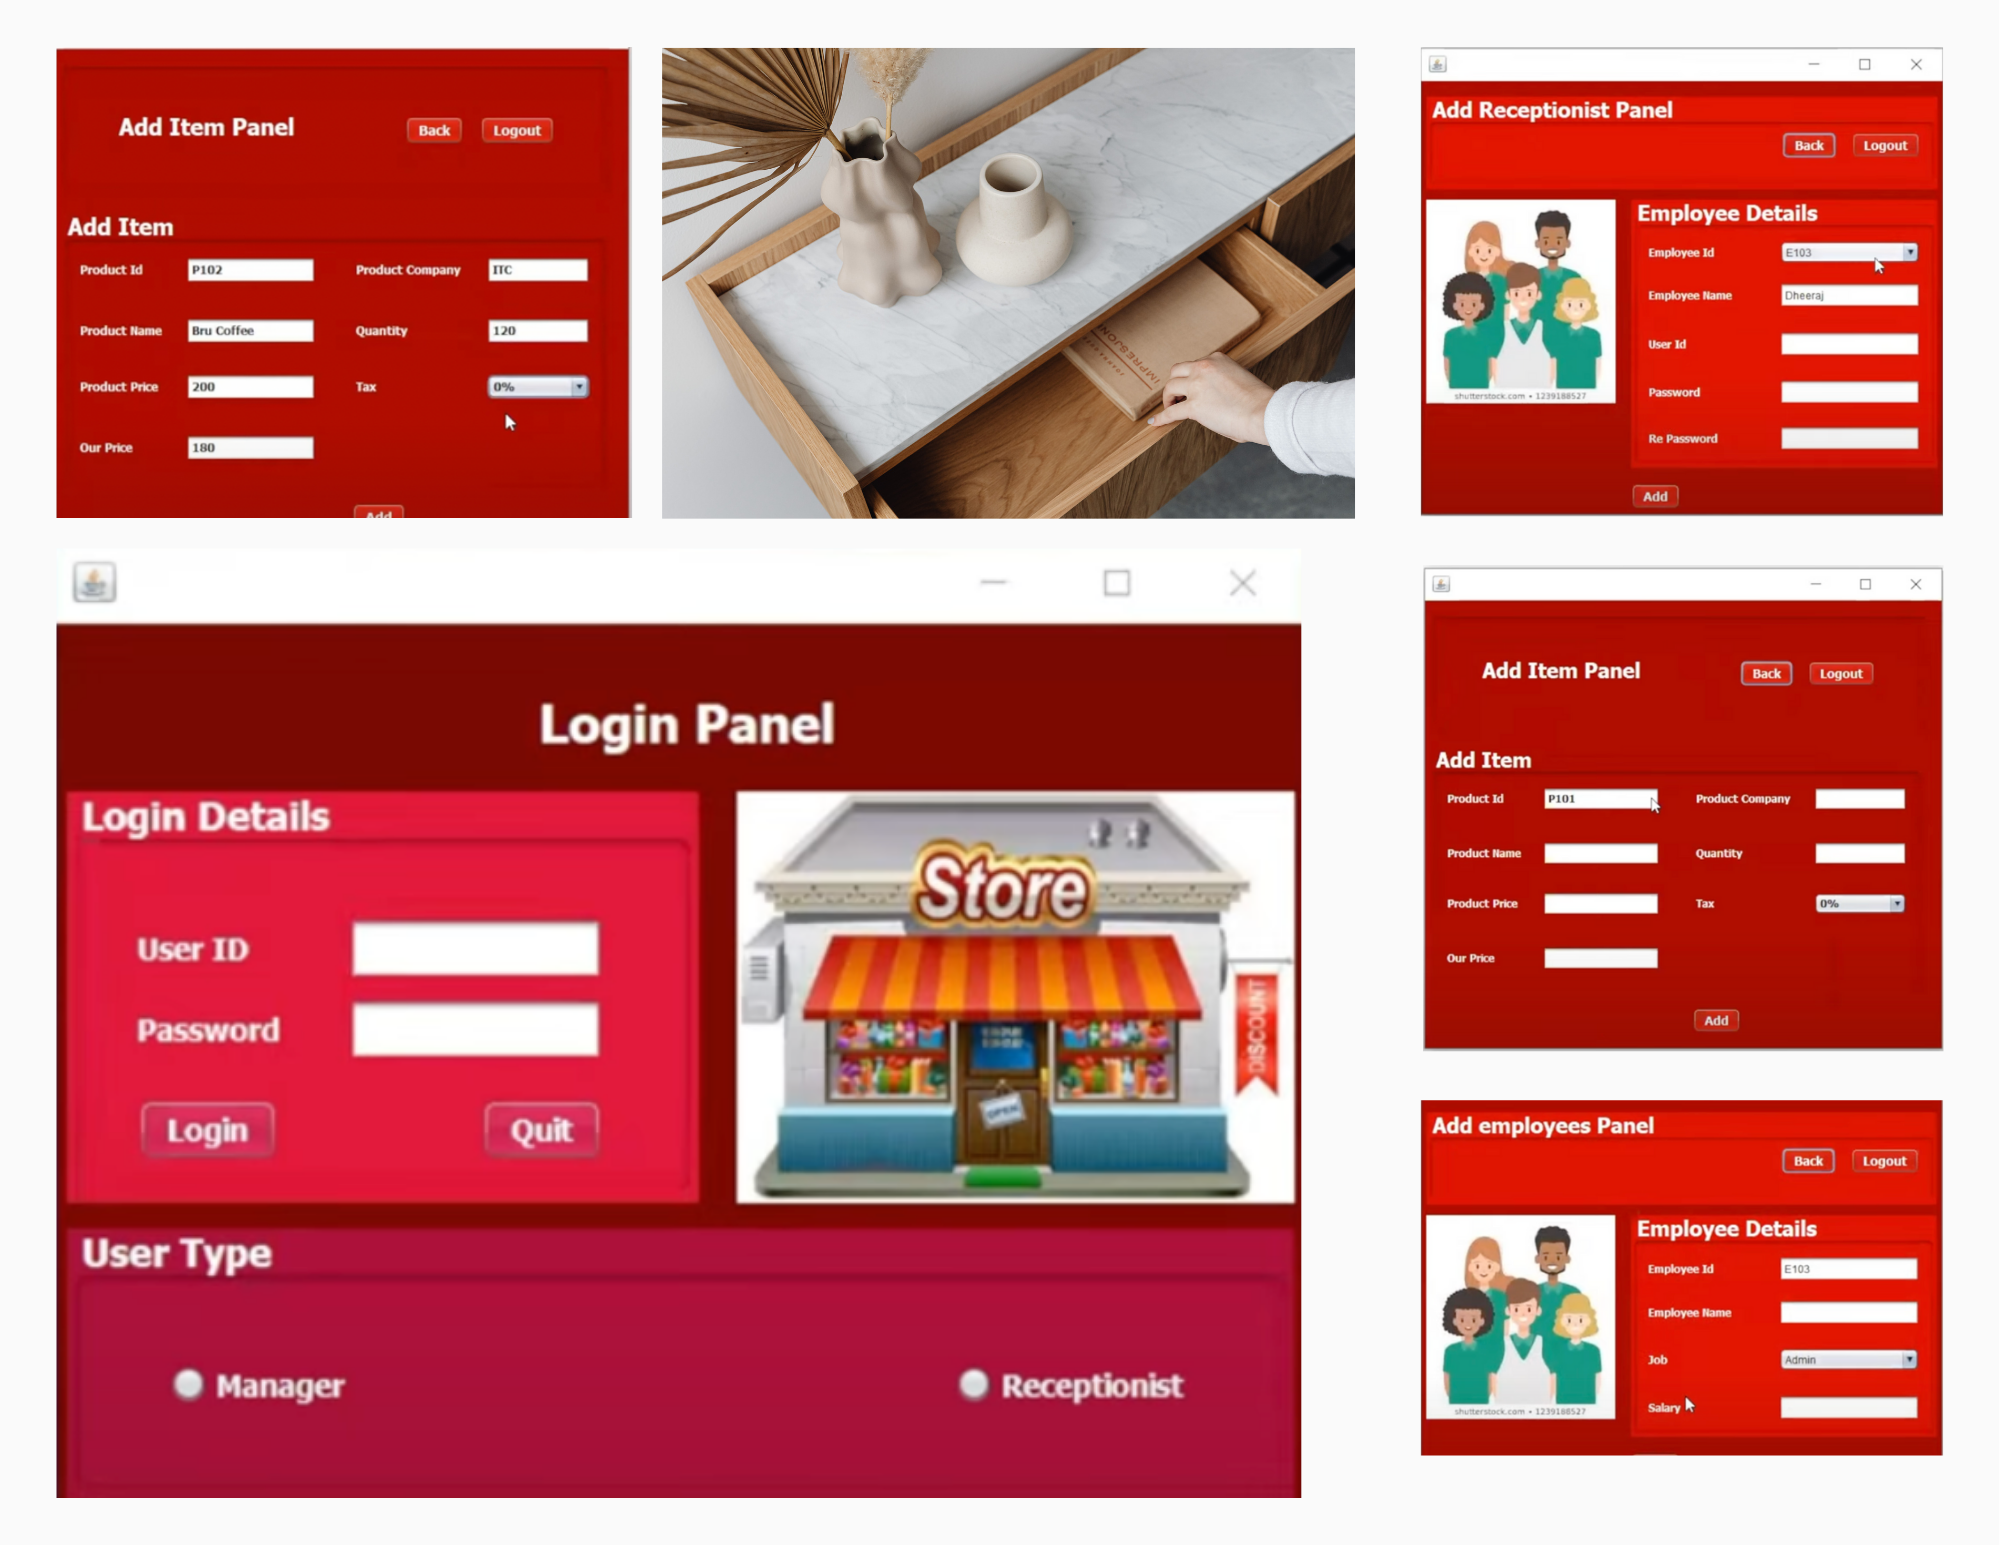 Add Item Panel
Back
Logout
Add Item
Product Id
P102
Product Company
ITC
Product Name
Bru Coffee
Quantity
120
Product Price
200
Tax
0%
Our Price
180
Add
IMPRESJON
Add Receptionist Panel
Back
Logout
Employee Details
Employee Id
E103
Employee Name
Dheeraj
User Id
Password
Re Password
shutterstock.com • 1239188527
Add
Login Panel
Login Details
User ID
Password
Login
Quit
Store
DISCOUNT
OPEN
User Type
Manager
Receptionist
Add Item Panel
Back
Logout
Add Item
Product Id
P101
Product Company
Product Name
Quantity
Product Price
Tax
0%
Our Price
Add
Add employees Panel
Back
Logout
Employee Details
Employee Id
E103
Employee Name
Job
Admin
Salary
shutterstock.com • 1239188527